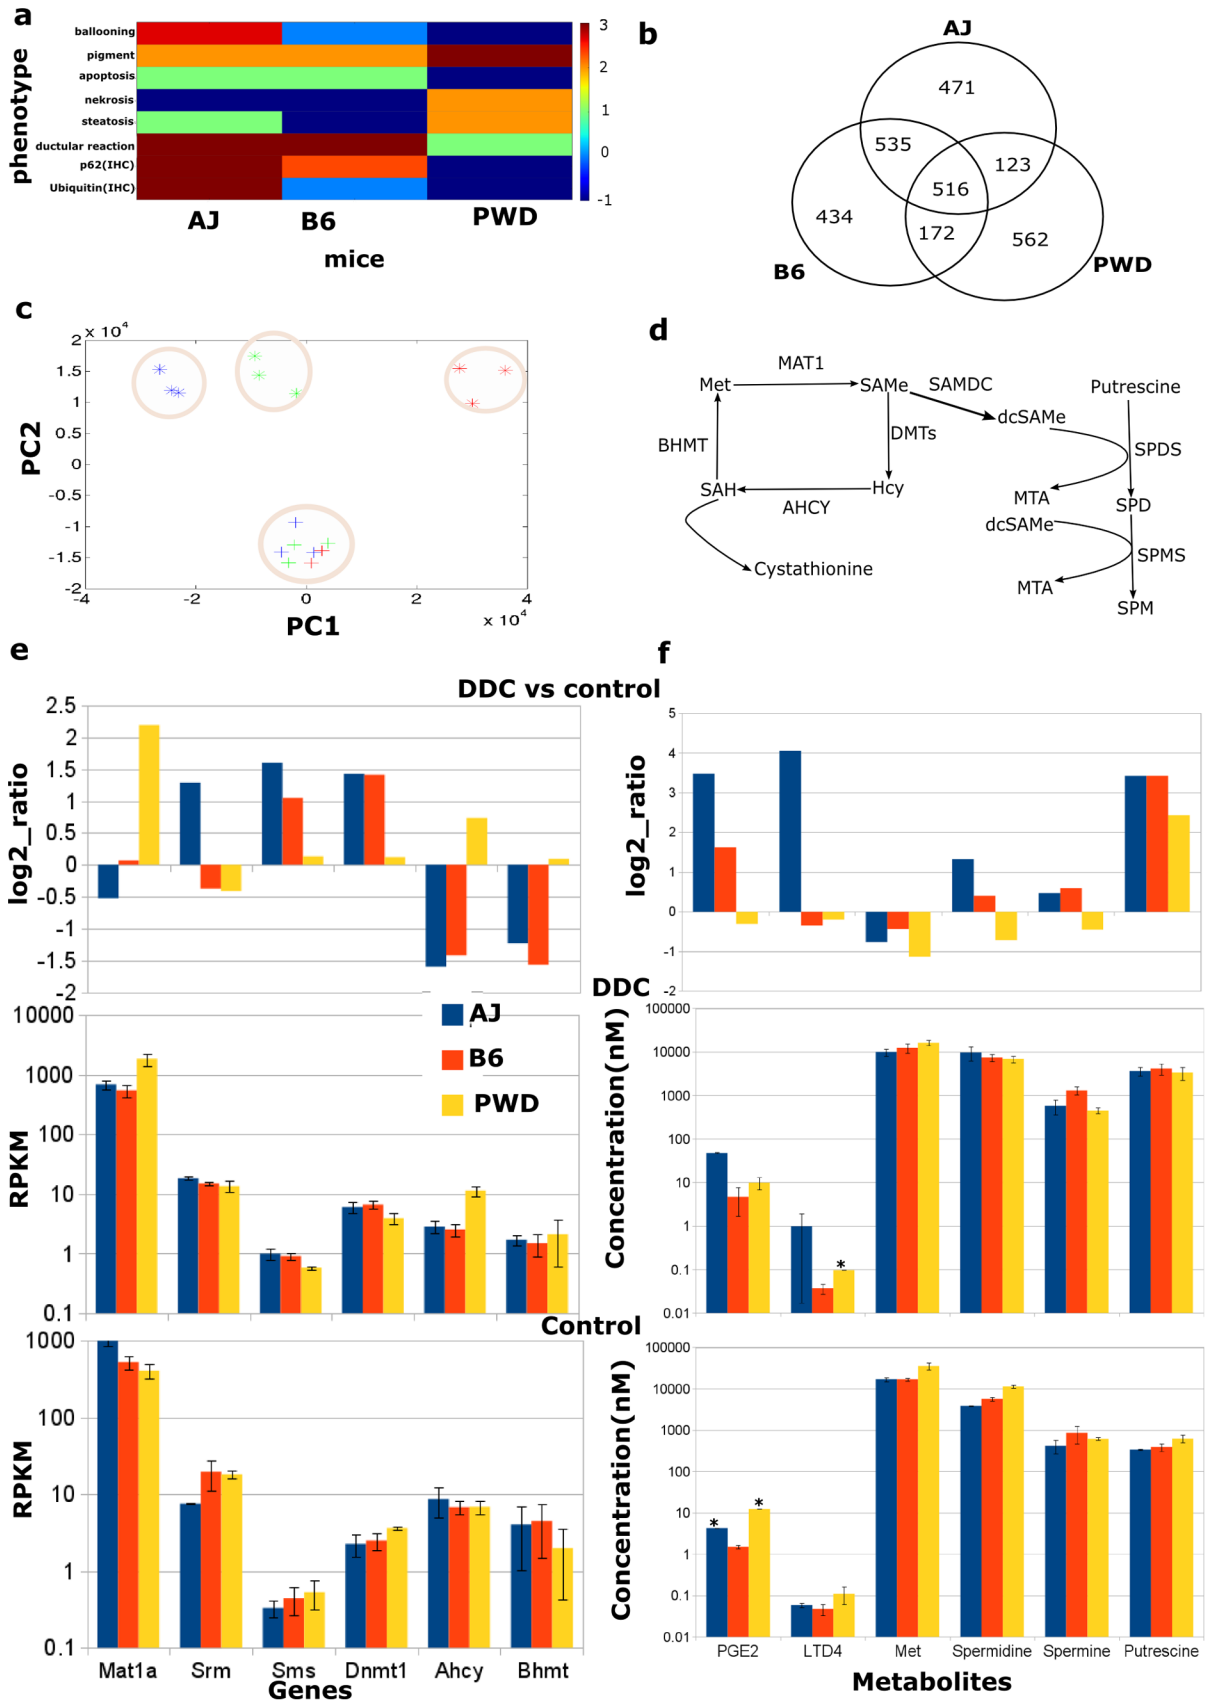 a
phenotype
ballooning
pigment
apoptosis
nekrosis
steatosis
ductular reaction
p62(IHC)
Ubiquitin(IHC)
3
2
1
0
-1
AJ B6 PWD
mice
b
AJ
471
535 123
516
434 172 562
B6 PWD
c
x 10⁴
2
1.5
1
0.5
0
-0.5
-1
-1.5
-2
PC2
-4 -2 0 2 4
PC1
x 10⁴
d
MAT1
Met SAMe SAMDC Putrescine
dcSAMe
BHMT DMTs SPDS
SAH AHCY Hcy MTA SPD
dcSAMe
SPMS
Cystathionine MTA
SPM
e
DDC vs control
log2_ratio
2.5
2
1.5
1
0.5
0
-0.5
-1
-1.5
-2
AJ
B6
PWD
RPKM
10000
1000
100
10
1
0.1
Control
RPKM
1000
100
10
1
0.1
Mat1a Srm Sms Dnmt1 Ahcy Bhmt
Genes
f
log2_ratio
5
4
3
2
1
0
-1
-2
DDC
Concentration(nM)
100000
10000
1000
100
10
1
0.1
0.01
*
Concentration(nM)
100000
10000
1000
100
10
1
0.1
0.01
* *
PGE2 LTD4 Met Spermidine Spermine Putrescine
Metabolites